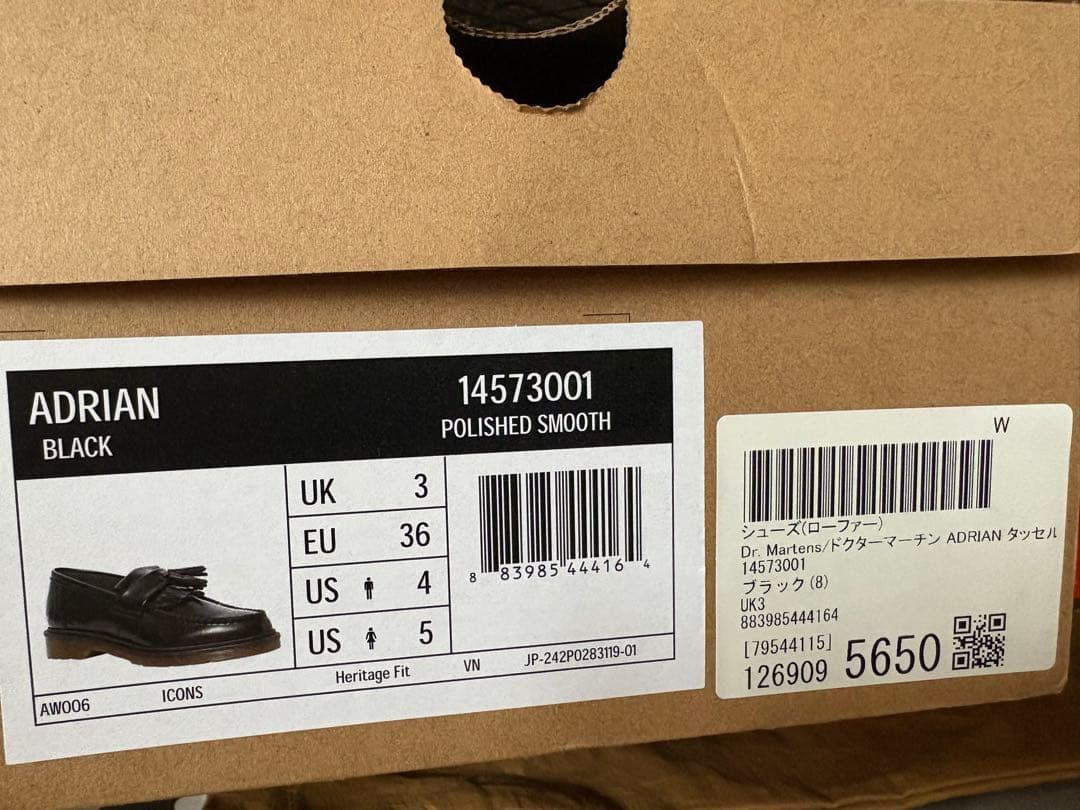 ADRIAN
BLACK
14573001
POLISHED SMOOTH
UK 3
EU 36
US 4
US 5
8 83985 44416 4
Heritage Fit
VN
JP-242P0283119-01
AW006
ICONS
W
シューズ(ローファー)
Dr. Martens/ドクターマーチン ADRIAN タッセル
14573001
ブラック(8)
UK3
883985444164
[79544115]
126909 5650